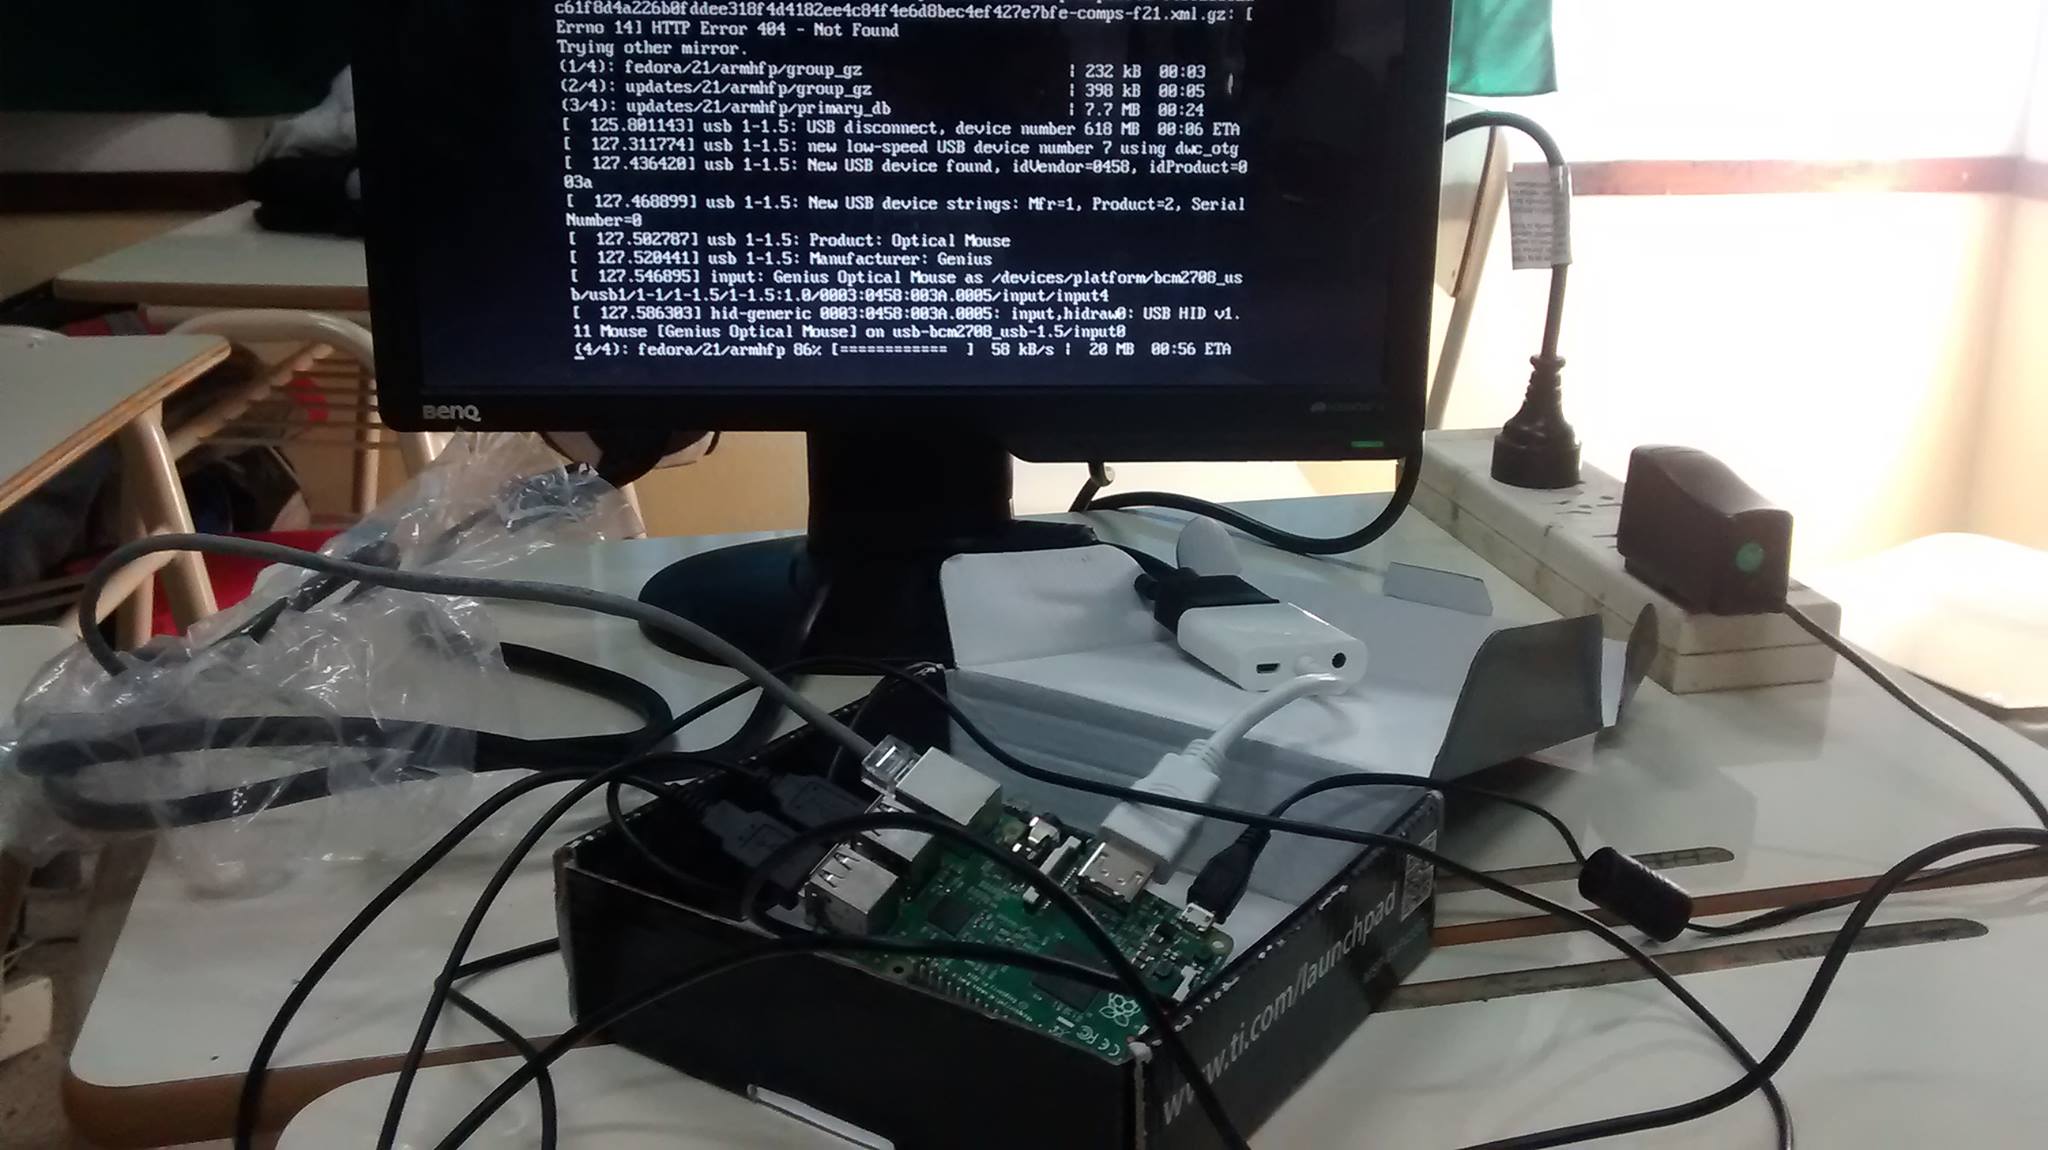 c61f8d4a226b0fddee318f4d4182ee4c84f4e6d8bec4ef427e7bfe-comps-f21.xml.gz: [
Errno 14] HTTP Error 404 - Not Found
Trying other mirror.
(1/4): fedora/21/armhfp/group_gz | 232 kB 00:03
(2/4): updates/21/armhfp/group_gz | 398 kB 00:05
(3/4): updates/21/armhfp/primary_db | 7.7 MB 00:24
[ 125.801143] usb 1-1.5: USB disconnect, device number 618 MB 00:06 ETA
[ 127.311774] usb 1-1.5: new low-speed USB device number 7 using dwc_otg
[ 127.436420] usb 1-1.5: New USB device found, idVendor=0458, idProduct=0
03a
[ 127.468899] usb 1-1.5: New USB device strings: Mfr=1, Product=2, Serial
Number=0
[ 127.502787] usb 1-1.5: Product: Optical Mouse
[ 127.520441] usb 1-1.5: Manufacturer: Genius
[ 127.546895] input: Genius Optical Mouse as /devices/platform/bcm2708_us
b/usb1/1-1/1-1.5/1-1.5:1.0/0003:0458:003A.0005/input/input4
[ 127.586303] hid-generic 0003:0458:003A.0005: input,hidraw0: USB HID v1.
11 Mouse [Genius Optical Mouse] on usb-bcm2708_usb-1.5/input0
(4/4): fedora/21/armhfp 86% [============ ] 58 kB/s | 20 MB 00:56 ETA
BenQ
www.ti.com/launchpad
FC CE